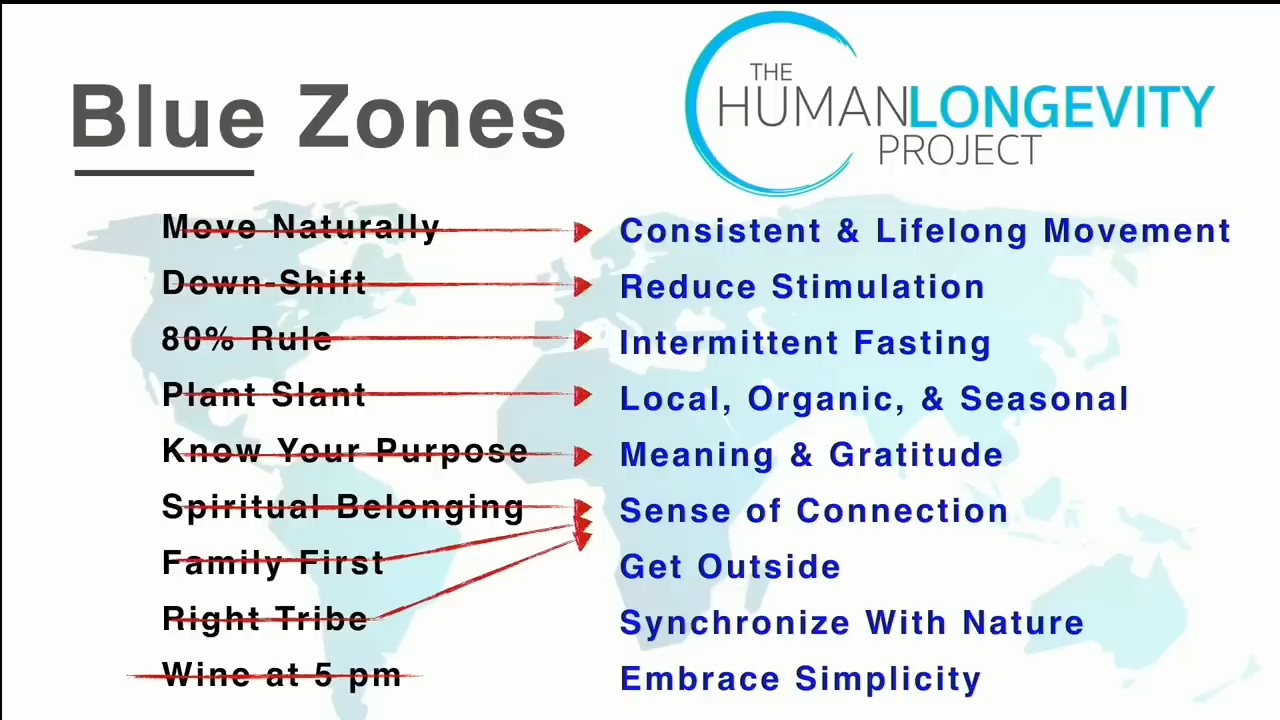 Blue Zones
THE
HUMANLONGEVITY
PROJECT
Move Naturally
Consistent & Lifelong Movement
Down-Shift
Reduce Stimulation
80% Rule
Intermittent Fasting
Plant Slant
Local, Organic, & Seasonal
Know Your Purpose
Meaning & Gratitude
Spiritual Belonging
Sense of Connection
Family First
Get Outside
Right Tribe
Synchronize With Nature
Wine at 5 pm
Embrace Simplicity